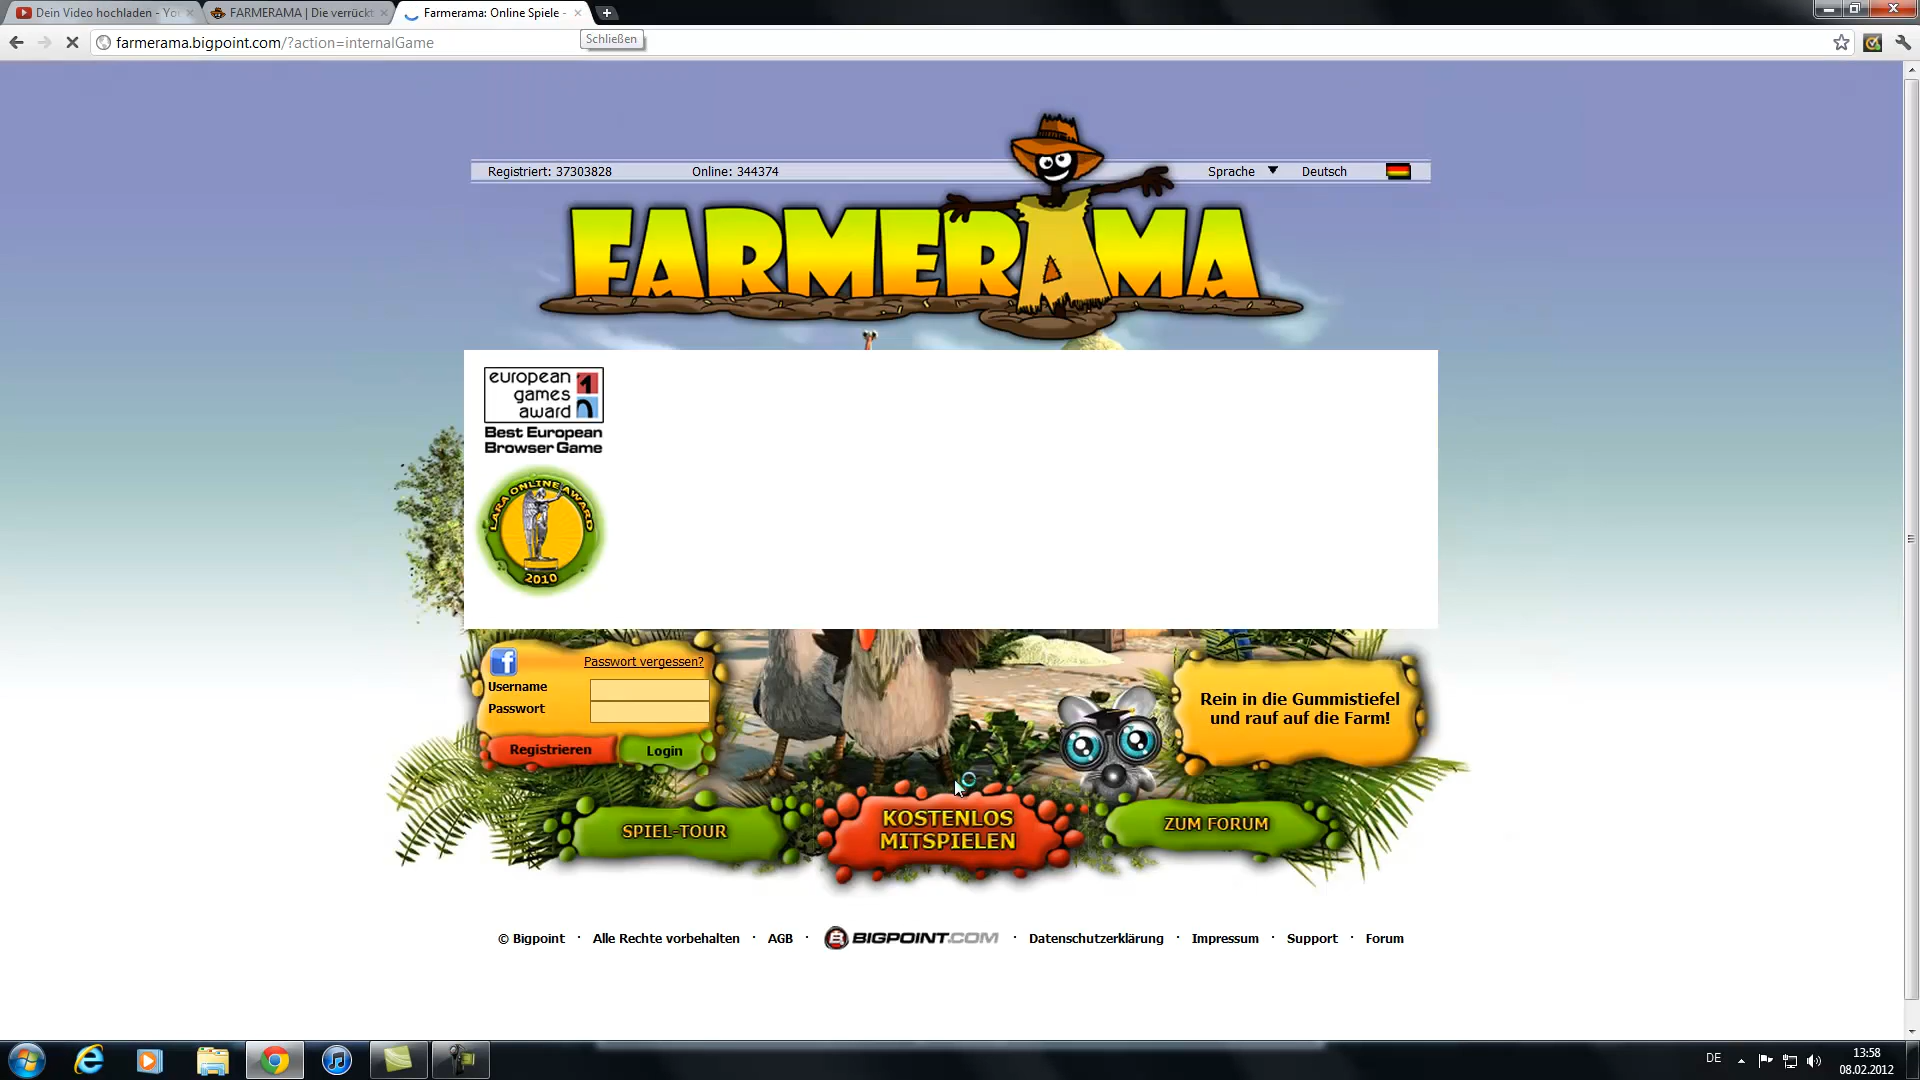 Dein Video hochladen - You
FARMERAMA | Die verrückt
Farmerama: Online Spiele -
farmerama.bigpoint.com/?action=internalGame
Schließen
Registriert: 37303828
Online: 344374
Sprache
Deutsch
FARMERAMA
european
games
award
10
Best European
Browser Game
LARA ONLINE AWARD
2010
Passwort vergessen?
Username
Passwort
Registrieren
Login
Rein in die Gummistiefel
und rauf auf die Farm!
SPIEL-TOUR
KOSTENLOS
MITSPIELEN
ZUM FORUM
© Bigpoint · Alle Rechte vorbehalten · AGB · BIGPOINT.COM · Datenschutzerklärung · Impressum · Support · Forum
DE
13:58
08.02.2012